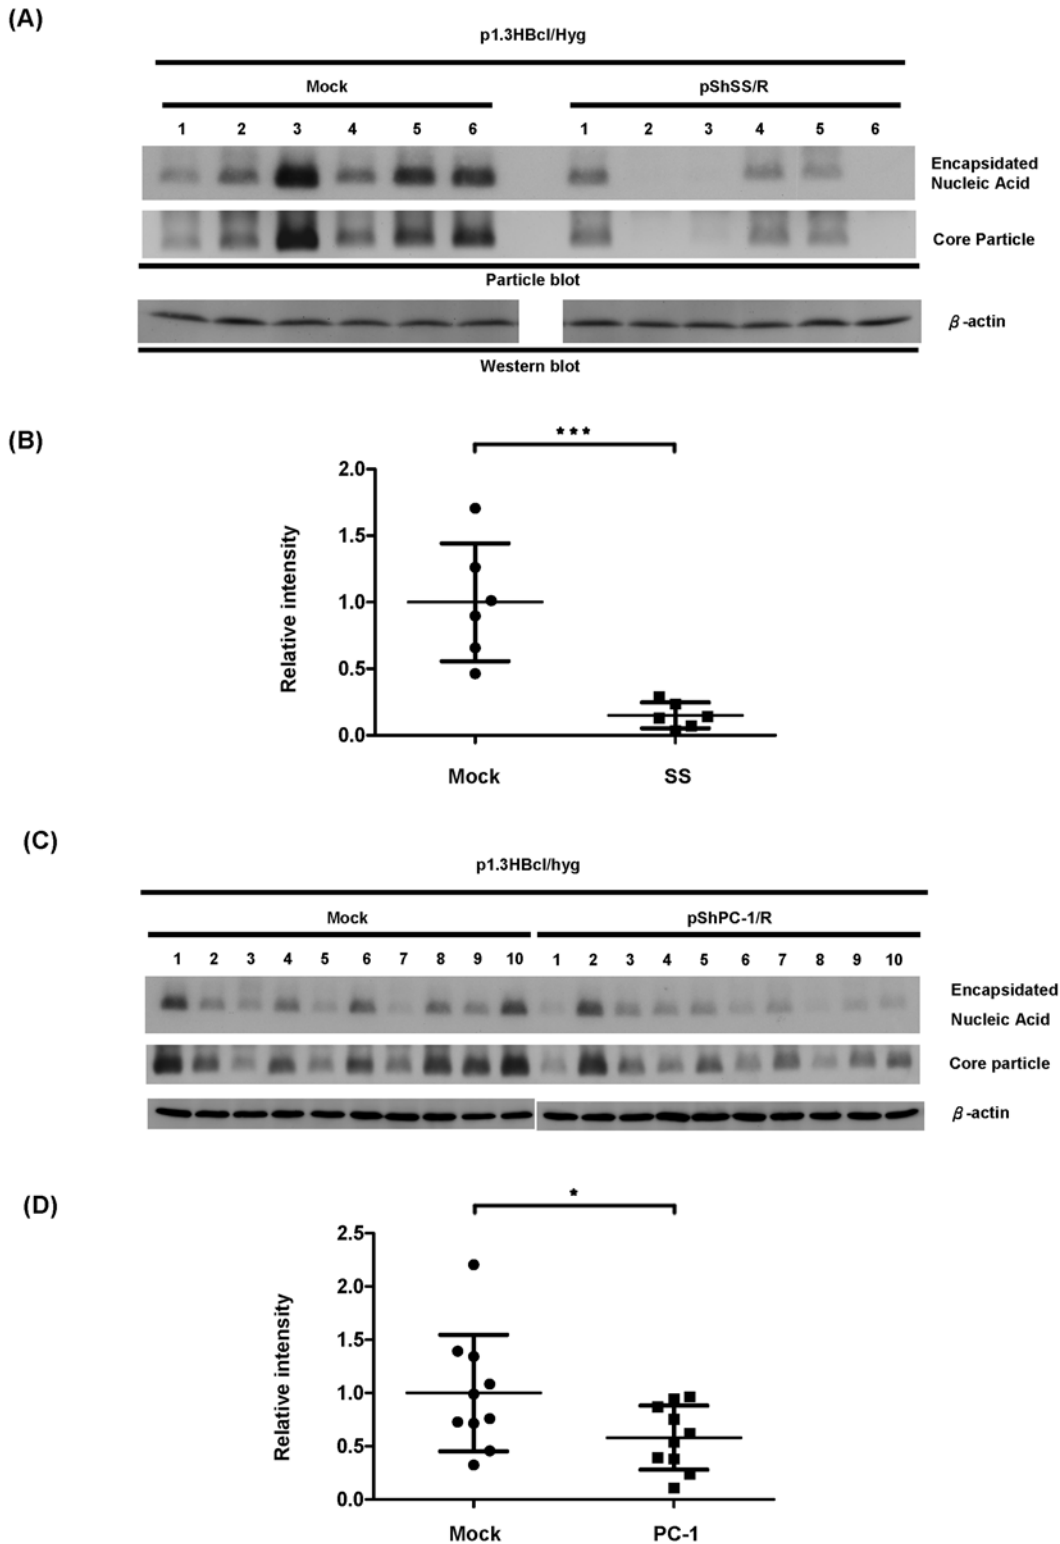 (A)
p1.3HBcl/Hyg
Mock pShSS/R
1 2 3 4 5 6 1 2 3 4 5 6
Encapsidated
Nucleic Acid
Core Particle
Particle blot
β-actin
Western blot
(B)
***
2.0
1.5
1.0
0.5
0.0
Relative intensity
Mock SS
(C)
p1.3HBcl/hyg
Mock pShPC-1/R
1 2 3 4 5 6 7 8 9 10 1 2 3 4 5 6 7 8 9 10
Encapsidated
Nucleic Acid
Core particle
β-actin
(D)
*
2.5
2.0
1.5
1.0
0.5
0.0
Relative intensity
Mock PC-1